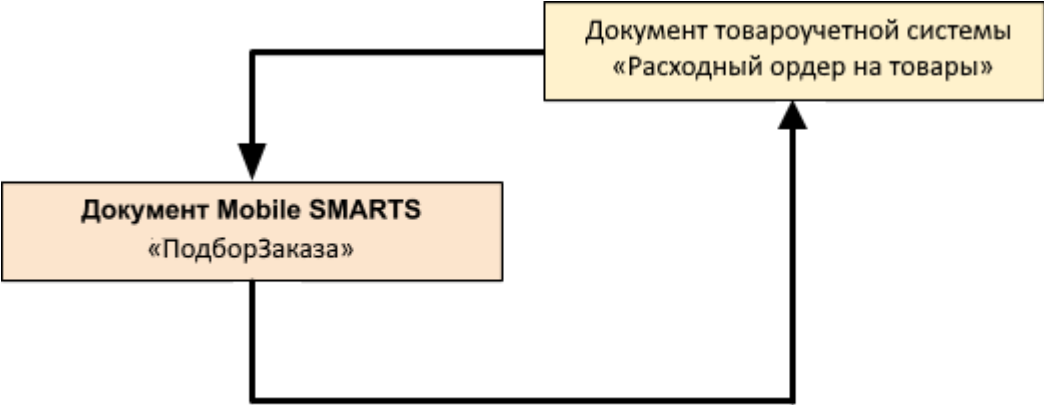 Документ товароучетной системы
«Расходный ордер на товары»
Документ Mobile SMARTS
«ПодборЗаказа»